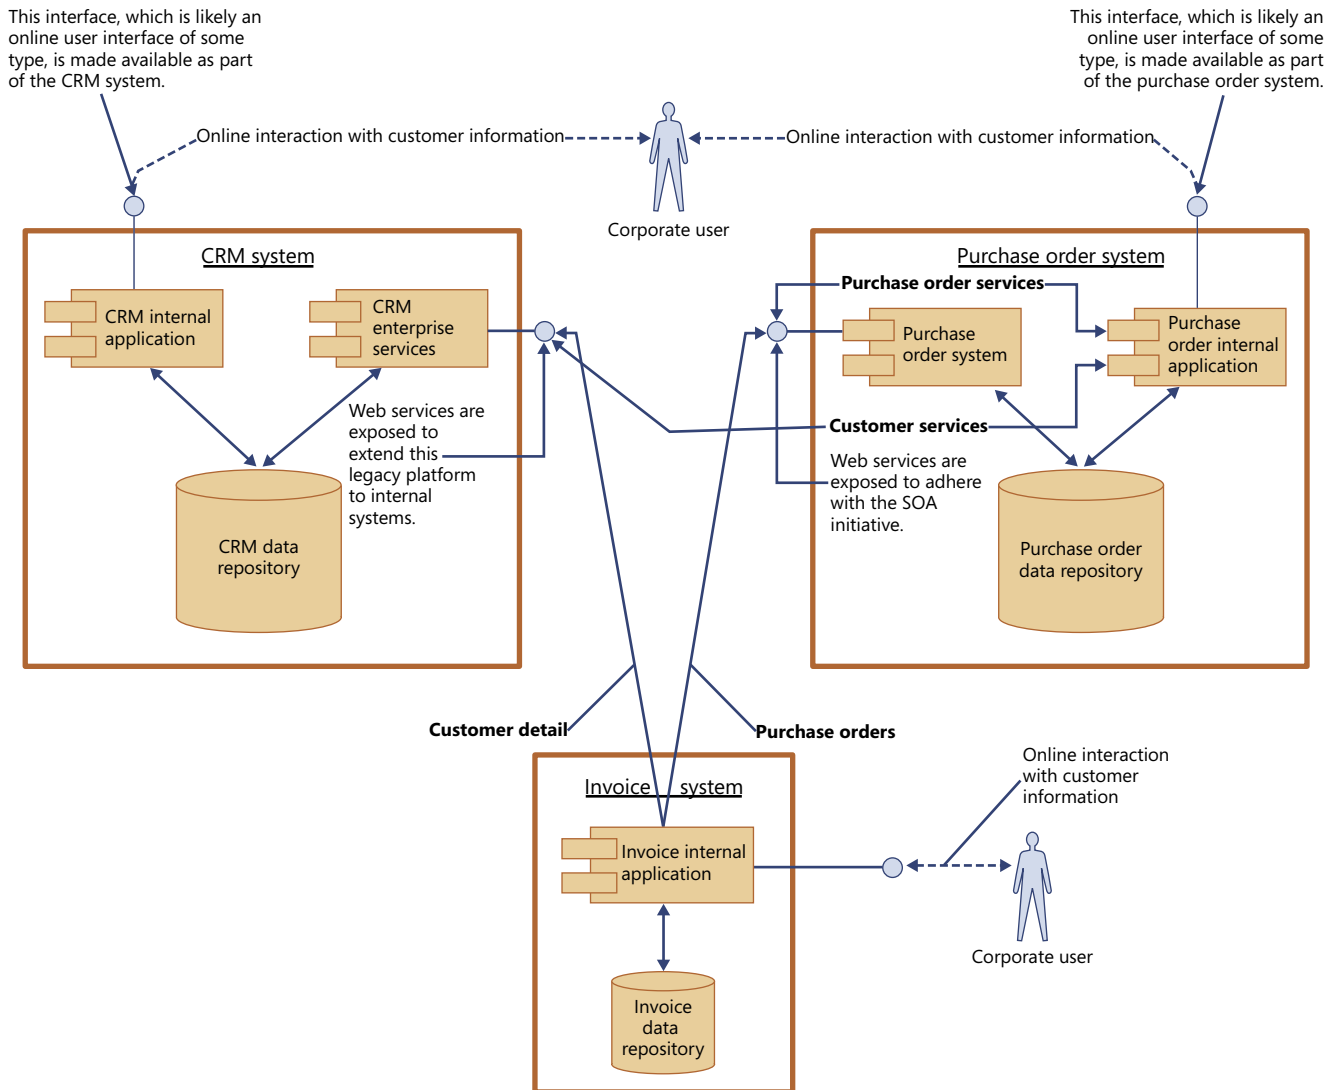 This interface, which is likely an
online user interface of some
type, is made available as part
of the CRM system.
This interface, which is likely an
online user interface of some
type, is made available as part
of the purchase order system.
Online interaction with customer information
Online interaction with customer information
Corporate user
CRM system
CRM internal
application
CRM
enterprise
services
Web services are
exposed to
extend this
legacy platform
to internal
systems.
CRM data
repository
Purchase order system
Purchase order services
Purchase
order system
Purchase
order internal
application
Customer services
Web services are
exposed to adhere
with the SOA
initiative.
Purchase order
data repository
Customer detail
Purchase orders
Invoice system
Invoice internal
application
Invoice
data
repository
Online interaction
with customer
information
Corporate user